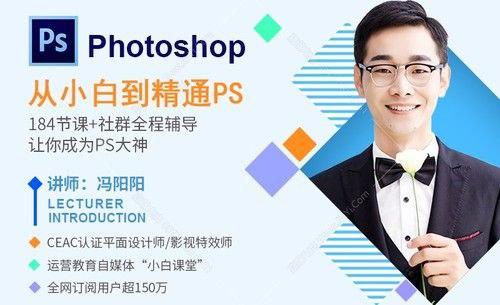 Ps Photoshop
从小白到精通PS
184节课+社群全程辅导
让你成为PS大神
讲师：冯阳阳
LECTURER
INTRODUCTION
CEAC认证平面设计师/影视特效师
运营教育自媒体“小白课堂”
全网订阅用户超150万